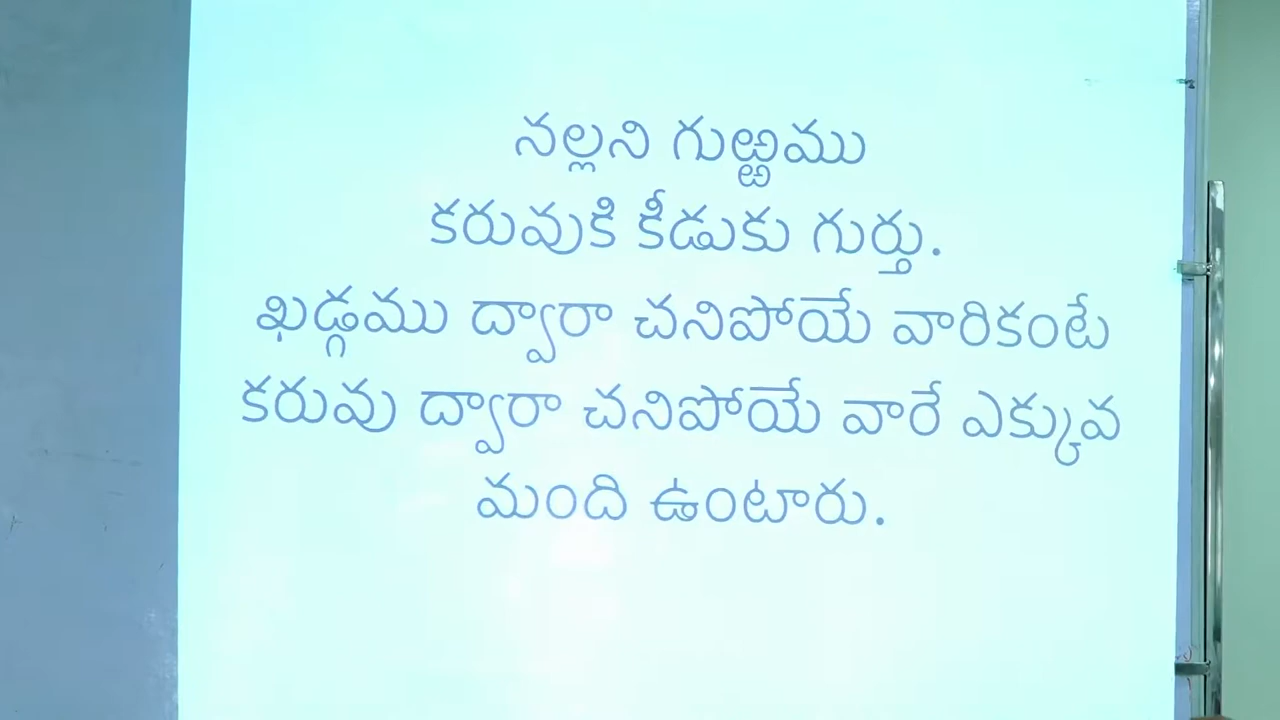 నల్లని గుఱ్ఱము
కరువుకి కీడుకు గుర్తు.
ఖడ్గము ద్వారా చనిపోయే వారికంటే
కరువు ద్వారా చనిపోయే వారే ఎక్కువ
మంది ఉంటారు.